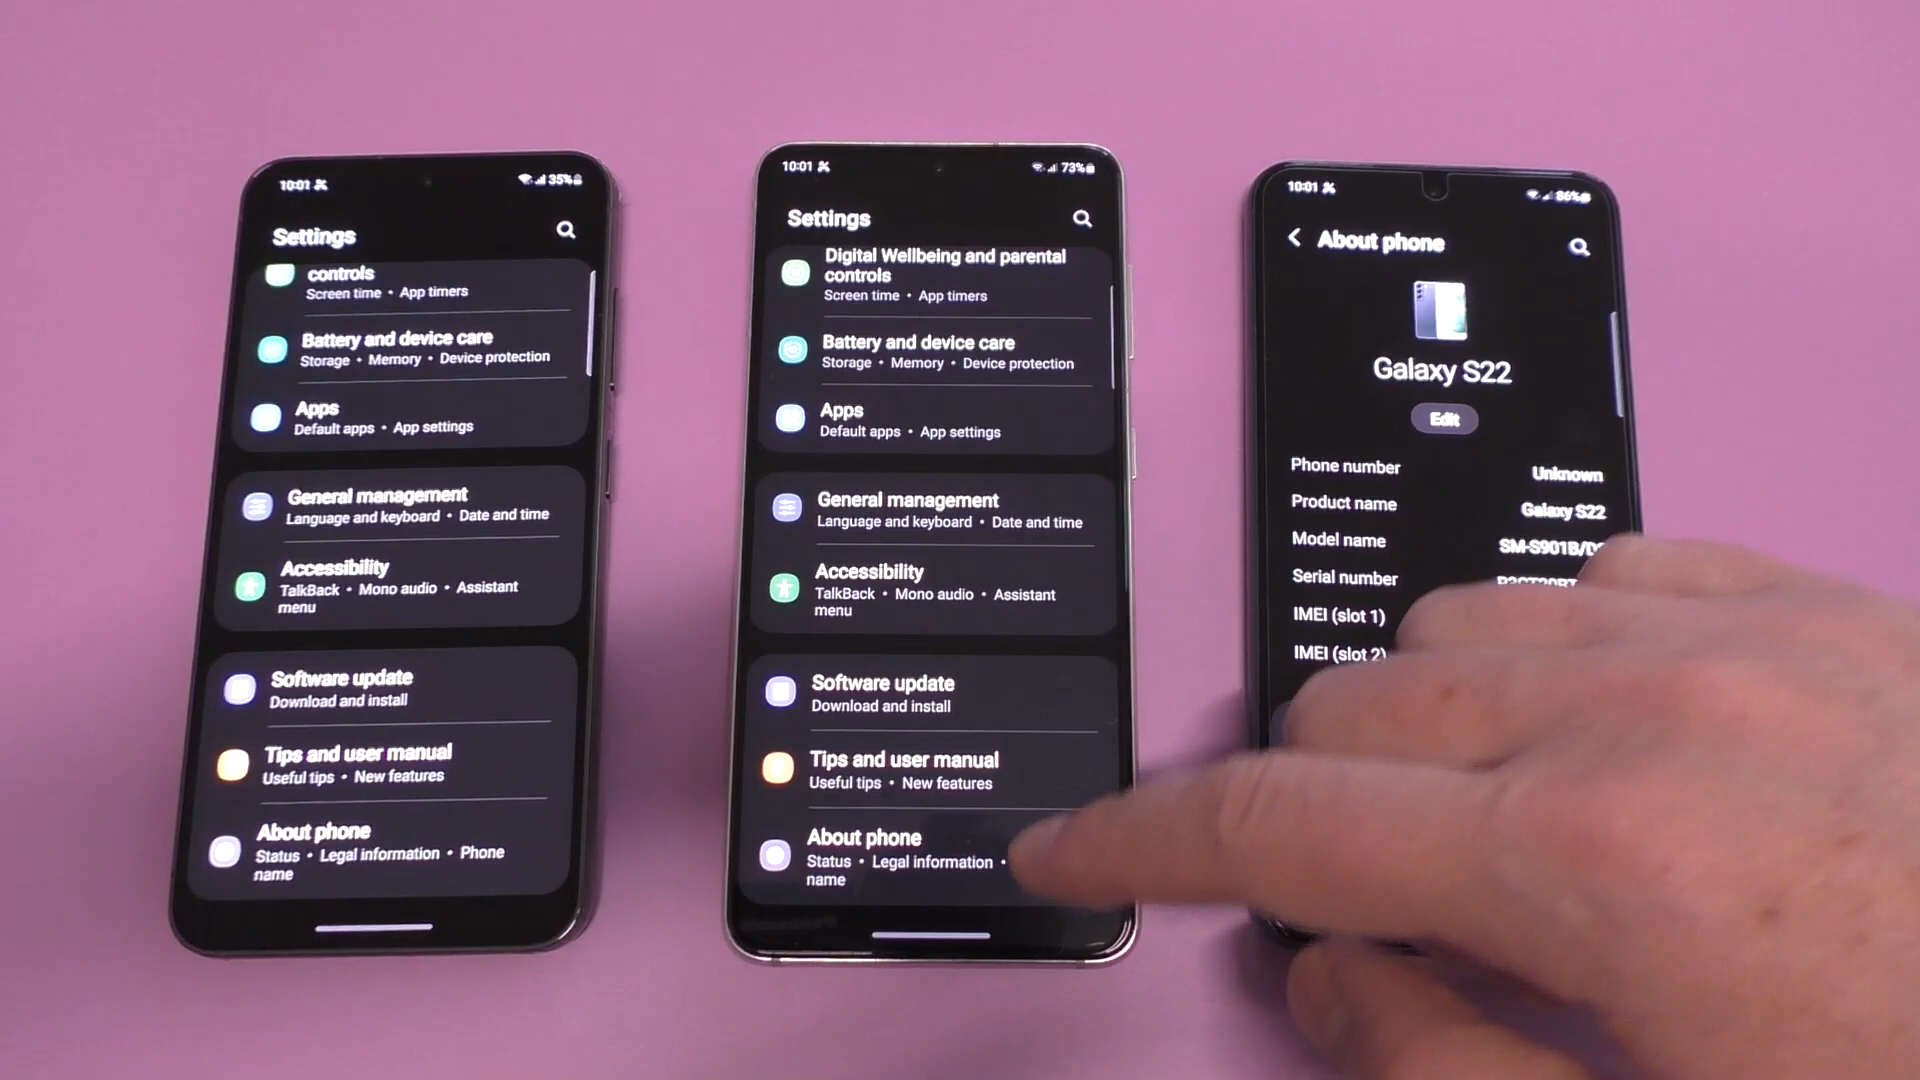 10:01
35%
Settings
controls
Screen time • App timers
Battery and device care
Storage • Memory • Device protection
Apps
Default apps • App settings
General management
Language and keyboard • Date and time
Accessibility
TalkBack • Mono audio • Assistant
menu
Software update
Download and install
Tips and user manual
Useful tips • New features
About phone
Status • Legal information • Phone
name
10:01
73%
Settings
Digital Wellbeing and parental
controls
Screen time • App timers
Battery and device care
Storage • Memory • Device protection
Apps
Default apps • App settings
General management
Language and keyboard • Date and time
Accessibility
TalkBack • Mono audio • Assistant
menu
Software update
Download and install
Tips and user manual
Useful tips • New features
About phone
Status • Legal information •
name
10:01
86%
About phone
Galaxy S22
Edit
Phone number Unknown
Product name Galaxy S22
Model name SM-S901B/
Serial number
IMEI (slot 1)
IMEI (slot 2)